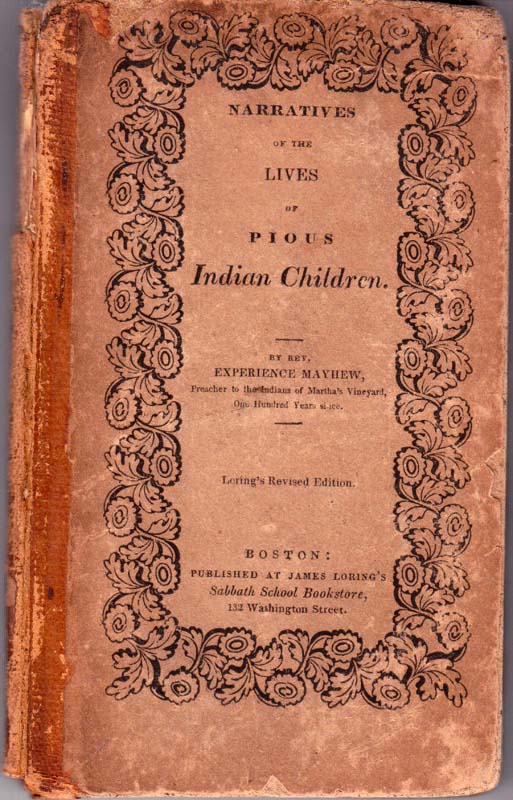 NARRATIVES
OF THE
LIVES
OF
PIOUS
Indian Children.
BY REV.
EXPERIENCE MAYHEW,
Preacher to the Indians of Martha's Vineyard,
One Hundred Years since.
Loring's Revised Edition.
BOSTON:
PUBLISHED AT JAMES LORING'S
Sabbath School Bookstore,
132 Washington Street.